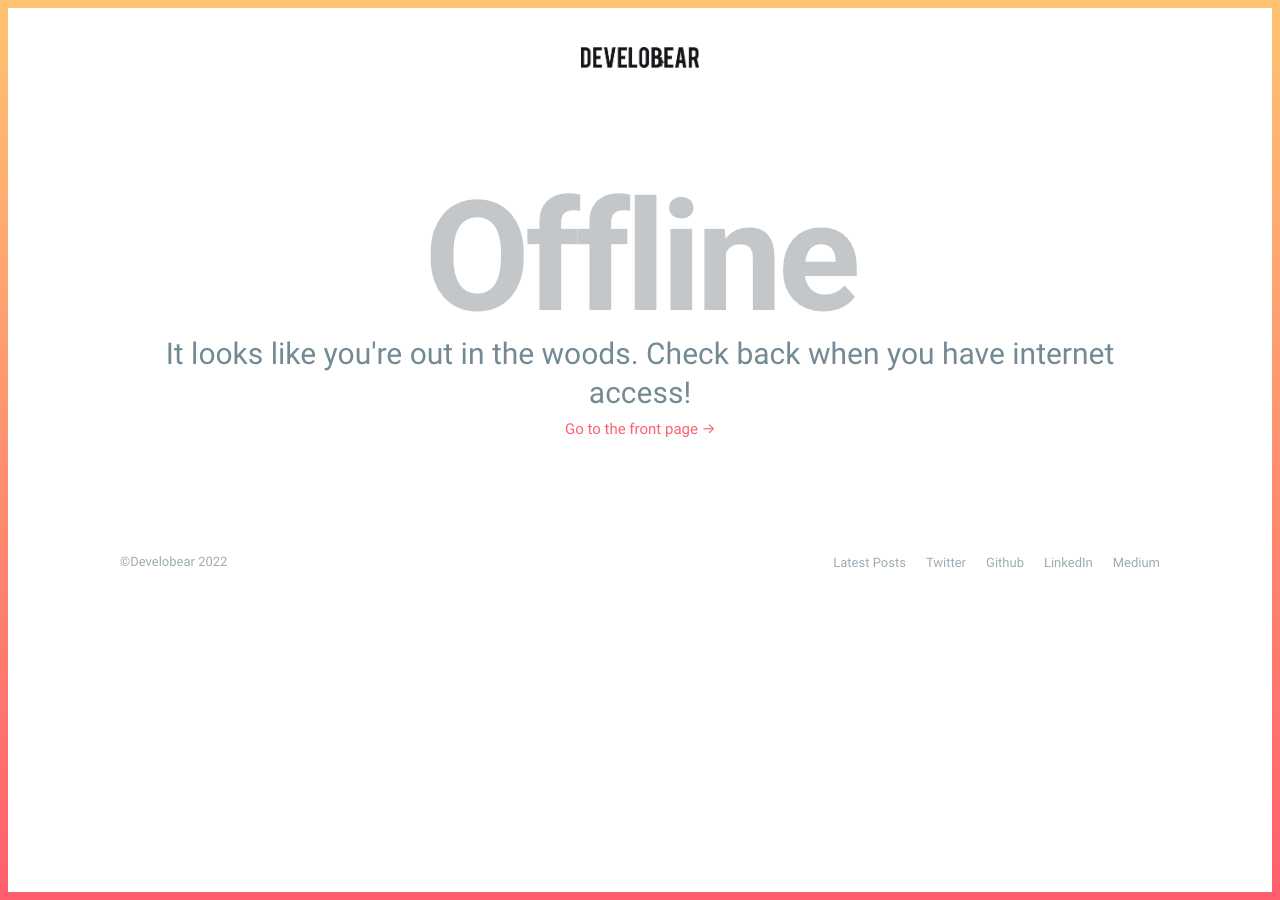 DEVELOBEAR
Offline
It looks like you're out in the woods. Check back when you have internet
access!
Go to the front page →
©Develobear 2022
Latest Posts Twitter Github LinkedIn Medium